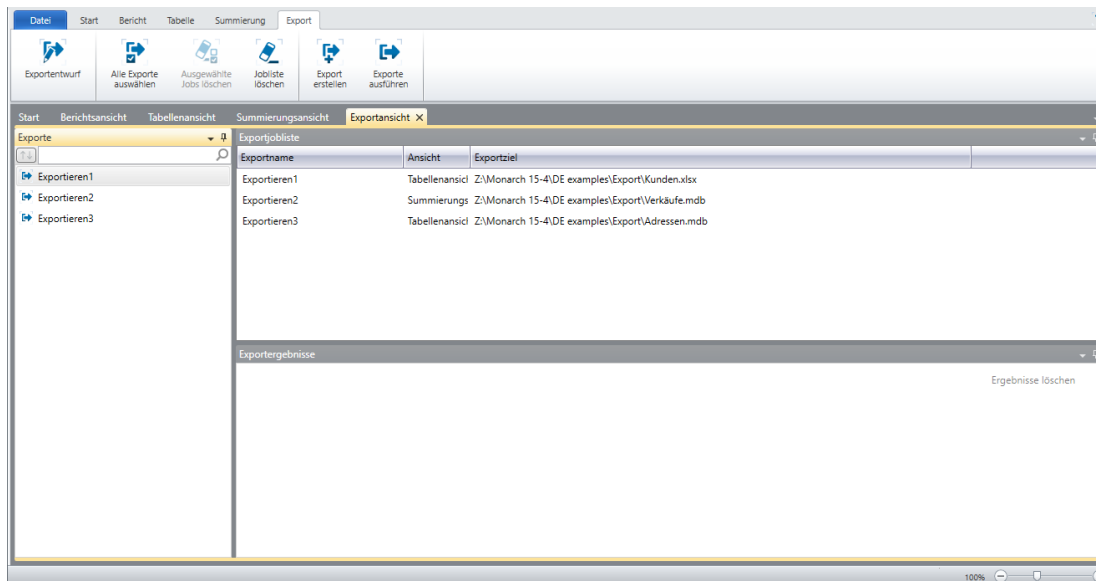 Datei Start Bericht Tabelle Summierung Export
Exportentwurf Alle Exporte auswählen Ausgewählte Jobs löschen Jobliste löschen Export erstellen Exporte ausführen
Start Berichtsansicht Tabellenansicht Summierungsansicht Exportansicht
Exporte
Exportieren1
Exportieren2
Exportieren3
Exportjobliste
Exportname Ansicht Exportziel
Exportieren1 Tabellenansicl Z:\Monarch 15-4\DE examples\Export\Kunden.xlsx
Exportieren2 Summierungs Z:\Monarch 15-4\DE examples\Export\Verkäufe.mdb
Exportieren3 Tabellenansicl Z:\Monarch 15-4\DE examples\Export\Adressen.mdb
Exportergebnisse
Ergebnisse löschen
100%